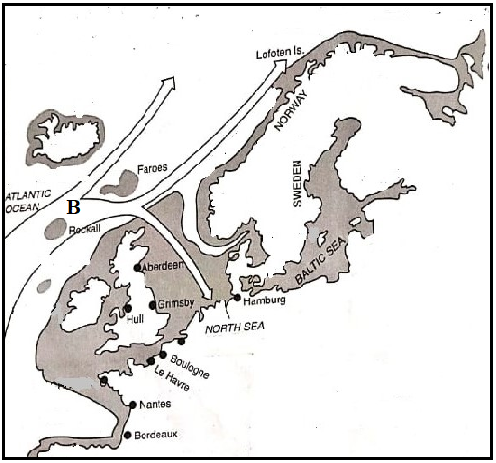 Lofoten Is.
NORWAY
Faroes
SWEDEN
ATLANTIC
OCEAN
B
Rockall
BALTIC SEA
Aberdeen
Grimsby
Hamburg
Hull
NORTH SEA
Boulogne
Le Havre
Nantes
Bordeaux